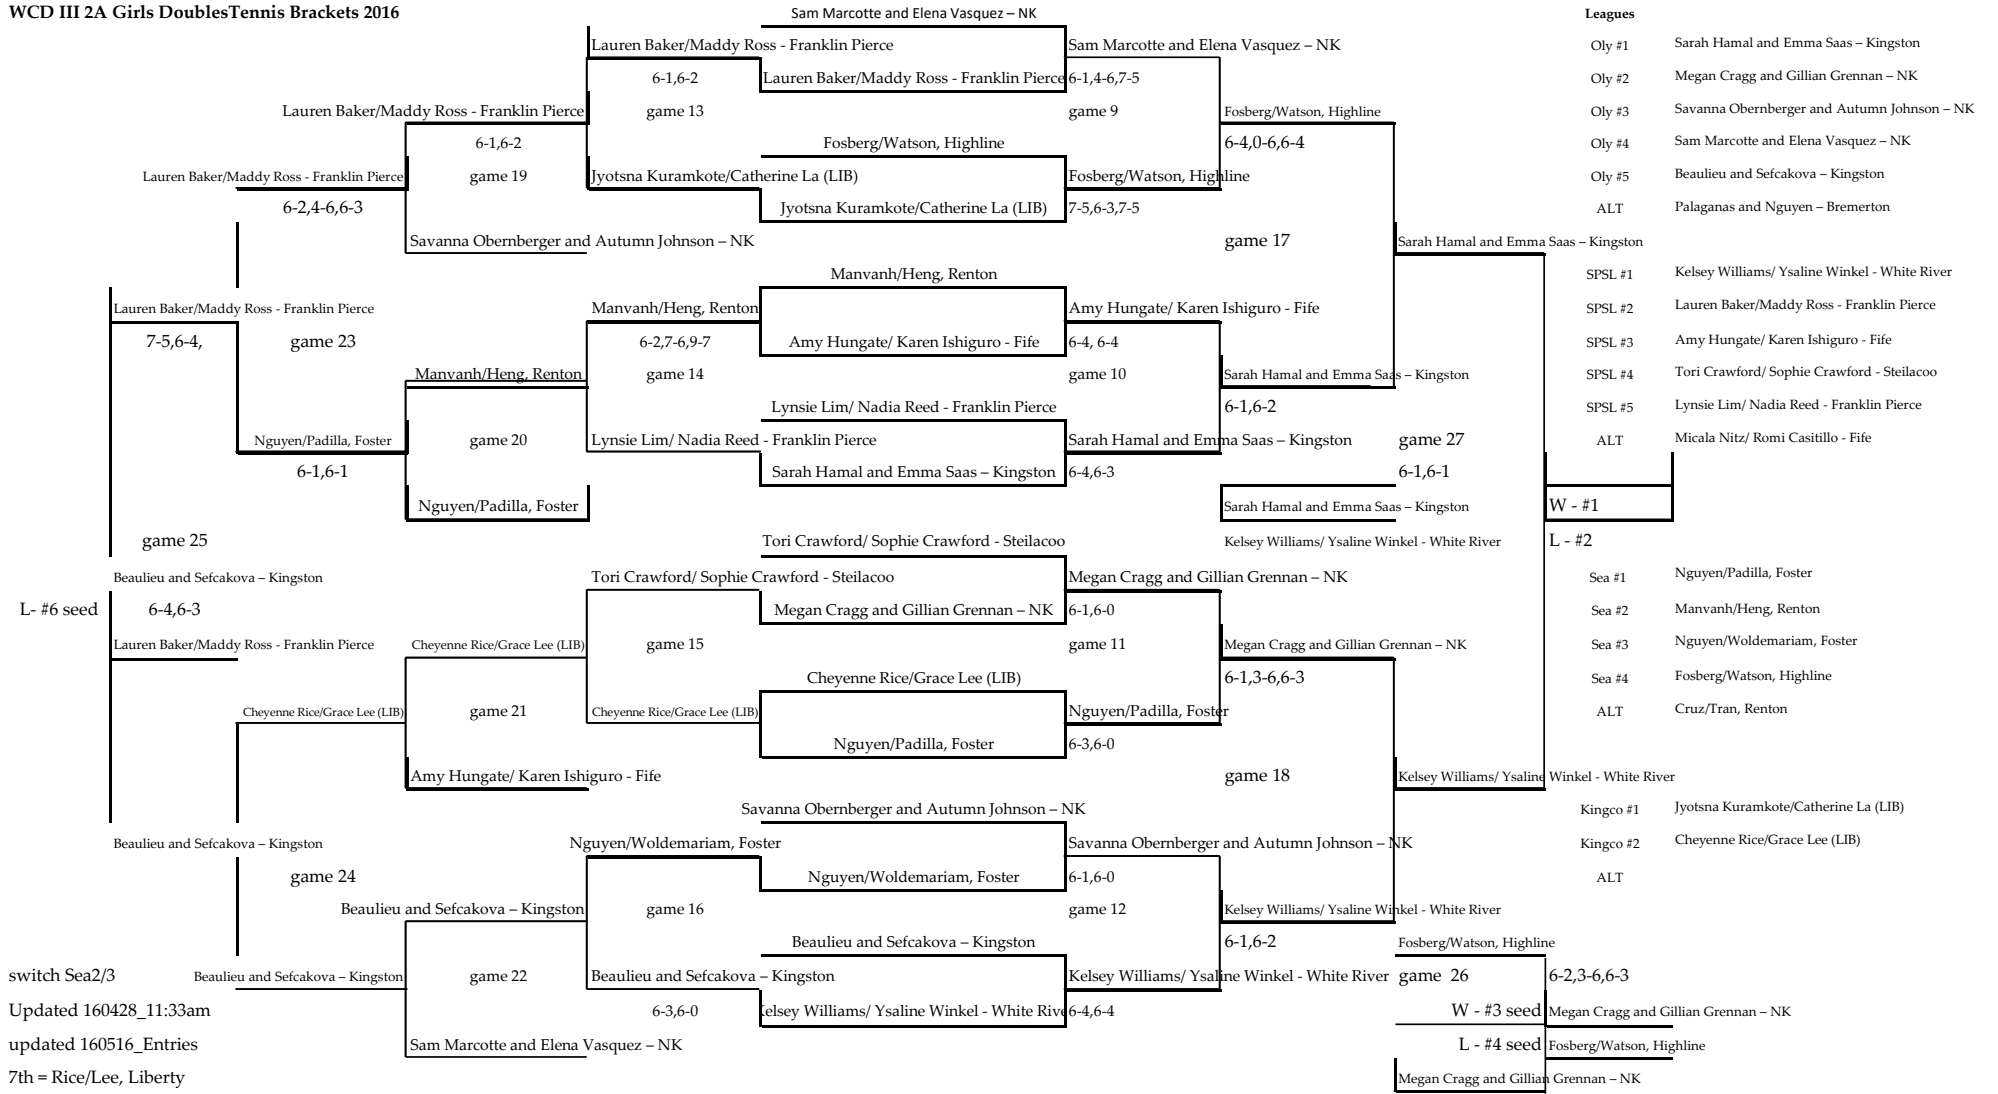 WCD III 2A Girls DoublesTennis Brackets 2016
Sam Marcotte and Elena Vasquez – NK
Leagues
Lauren Baker/Maddy Ross - Franklin Pierce
Sam Marcotte and Elena Vasquez – NK
Oly #1
Sarah Hamal and Emma Saas – Kingston
6-1,6-2
Lauren Baker/Maddy Ross - Franklin Pierce
6-1,4-6,7-5
Oly #2
Megan Cragg and Gillian Grennan – NK
Lauren Baker/Maddy Ross - Franklin Pierce
game 13
game 9
Fosberg/Watson, Highline
Oly #3
Savanna Obernberger and Autumn Johnson – NK
6-1,6-2
Fosberg/Watson, Highline
6-4,0-6,6-4
Oly #4
Sam Marcotte and Elena Vasquez – NK
Lauren Baker/Maddy Ross - Franklin Pierce
game 19
Jyotsna Kuramkote/Catherine La (LIB)
Fosberg/Watson, Highline
Oly #5
Beaulieu and Sefcakova – Kingston
6-2,4-6,6-3
Jyotsna Kuramkote/Catherine La (LIB)
7-5,6-3,7-5
ALT
Palaganas and Nguyen – Bremerton
Savanna Obernberger and Autumn Johnson – NK
game 17
Sarah Hamal and Emma Saas – Kingston
Manvanh/Heng, Renton
SPSL #1
Kelsey Williams/ Ysaline Winkel - White River
Lauren Baker/Maddy Ross - Franklin Pierce
Manvanh/Heng, Renton
Amy Hungate/ Karen Ishiguro - Fife
SPSL #2
Lauren Baker/Maddy Ross - Franklin Pierce
7-5,6-4,
game 23
6-2,7-6,9-7
Amy Hungate/ Karen Ishiguro - Fife
6-4, 6-4
SPSL #3
Amy Hungate/ Karen Ishiguro - Fife
Manvanh/Heng, Renton
game 14
game 10
Sarah Hamal and Emma Saas – Kingston
SPSL #4
Tori Crawford/ Sophie Crawford - Steilacoo
Lynsie Lim/ Nadia Reed - Franklin Pierce
6-1,6-2
SPSL #5
Lynsie Lim/ Nadia Reed - Franklin Pierce
Nguyen/Padilla, Foster
game 20
Lynsie Lim/ Nadia Reed - Franklin Pierce
Sarah Hamal and Emma Saas – Kingston
game 27
ALT
Micala Nitz/ Romi Casitillo - Fife
6-1,6-1
Sarah Hamal and Emma Saas – Kingston
6-4,6-3
6-1,6-1
Nguyen/Padilla, Foster
Sarah Hamal and Emma Saas – Kingston
W - #1
game 25
Tori Crawford/ Sophie Crawford - Steilacoo
Kelsey Williams/ Ysaline Winkel - White River
L - #2
Beaulieu and Sefcakova – Kingston
Tori Crawford/ Sophie Crawford - Steilacoo
Megan Cragg and Gillian Grennan – NK
Sea #1
Nguyen/Padilla, Foster
L- #6 seed
6-4,6-3
Megan Cragg and Gillian Grennan – NK
6-1,6-0
Sea #2
Manvanh/Heng, Renton
Lauren Baker/Maddy Ross - Franklin Pierce
Cheyenne Rice/Grace Lee (LIB)
game 15
game 11
Megan Cragg and Gillian Grennan – NK
Sea #3
Nguyen/Woldemariam, Foster
Cheyenne Rice/Grace Lee (LIB)
6-1,3-6,6-3
Sea #4
Fosberg/Watson, Highline
Cheyenne Rice/Grace Lee (LIB)
game 21
Cheyenne Rice/Grace Lee (LIB)
Nguyen/Padilla, Foster
ALT
Cruz/Tran, Renton
Nguyen/Padilla, Foster
6-3,6-0
Amy Hungate/ Karen Ishiguro - Fife
game 18
Kelsey Williams/ Ysaline Winkel - White River
Savanna Obernberger and Autumn Johnson – NK
Kingco #1
Jyotsna Kuramkote/Catherine La (LIB)
Beaulieu and Sefcakova – Kingston
Nguyen/Woldemariam, Foster
Savanna Obernberger and Autumn Johnson – NK
Kingco #2
Cheyenne Rice/Grace Lee (LIB)
game 24
Nguyen/Woldemariam, Foster
6-1,6-0
ALT
Beaulieu and Sefcakova – Kingston
game 16
game 12
Kelsey Williams/ Ysaline Winkel - White River
Beaulieu and Sefcakova – Kingston
6-1,6-2
Fosberg/Watson, Highline
switch Sea2/3
Beaulieu and Sefcakova – Kingston
game 22
Beaulieu and Sefcakova – Kingston
Kelsey Williams/ Ysaline Winkel - White River
game 26
6-2,3-6,6-3
Updated 160428_11:33am
6-3,6-0
Kelsey Williams/ Ysaline Winkel - White Rive
6-4,6-4
W - #3 seed
Megan Cragg and Gillian Grennan – NK
updated 160516_Entries
Sam Marcotte and Elena Vasquez – NK
L - #4 seed
Fosberg/Watson, Highline
7th = Rice/Lee, Liberty
Megan Cragg and Gillian Grennan – NK